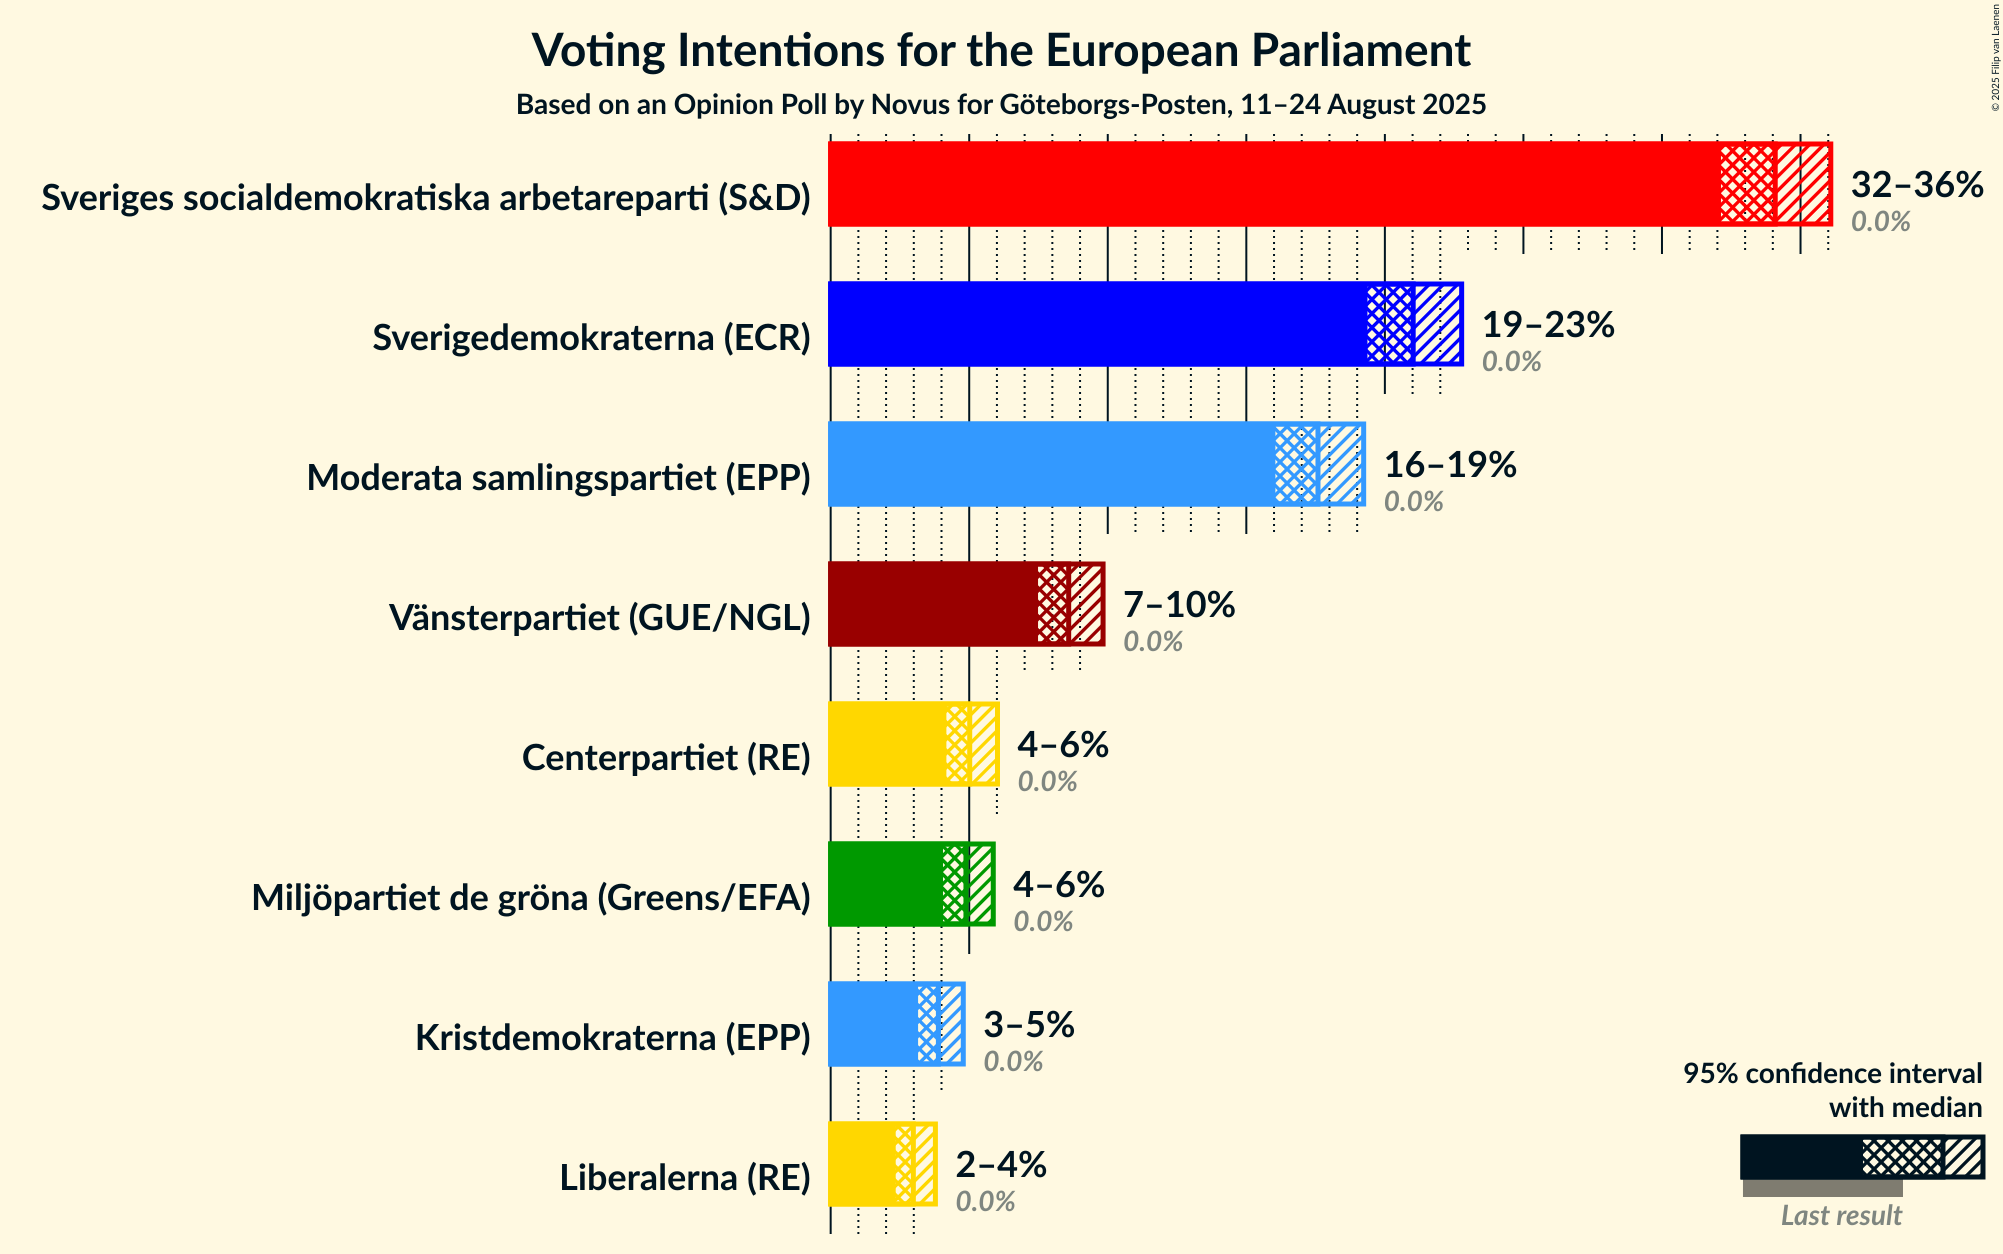 Voting Intentions for the European Parliament
Based on an Opinion Poll by Novus for Göteborgs-Posten, 11–24 August 2025
© 2025 Filip van Laenen
Sveriges socialdemokratiska arbetareparti (S&D)
32–36%
0.0%
Sverigedemokraterna (ECR)
19–23%
0.0%
Moderata samlingspartiet (EPP)
16–19%
0.0%
Vänsterpartiet (GUE/NGL)
7–10%
0.0%
Centerpartiet (RE)
4–6%
0.0%
Miljöpartiet de gröna (Greens/EFA)
4–6%
0.0%
Kristdemokraterna (EPP)
3–5%
0.0%
Liberalerna (RE)
2–4%
0.0%
95% confidence interval
with median
Last result